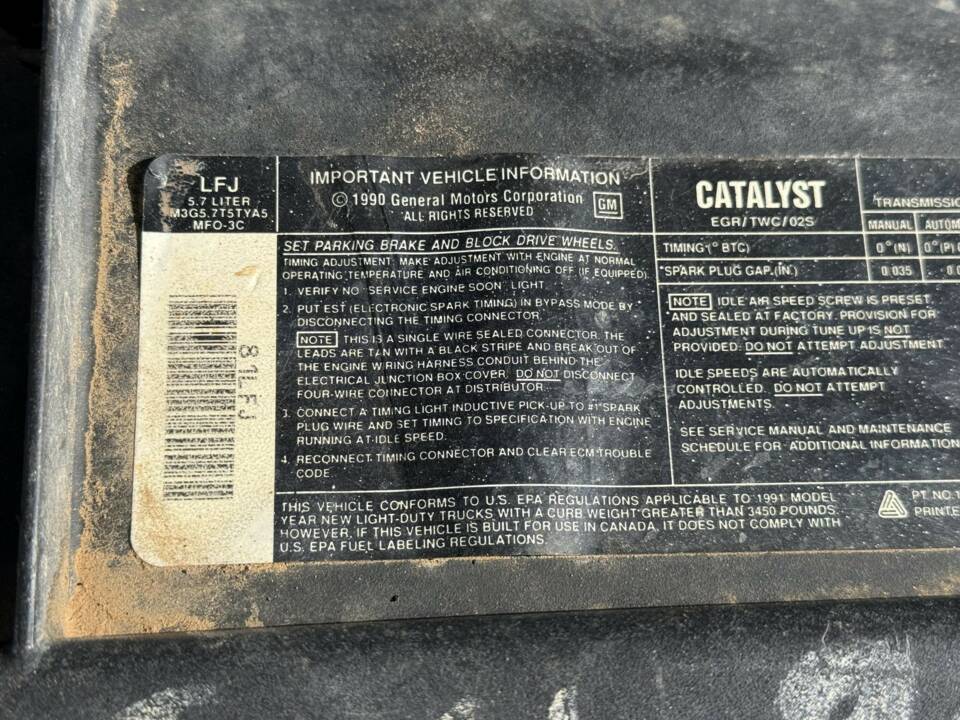 LFJ
5.7 LITER
M3G5.7T5TYA5
MFO-3C
81LFJ
IMPORTANT VEHICLE INFORMATION
© 1990 General Motors Corporation
ALL RIGHTS RESERVED
GM
SET PARKING BRAKE AND BLOCK DRIVE WHEELS.
TIMING ADJUSTMENT: MAKE ADJUSTMENT WITH ENGINE AT NORMAL
OPERATING TEMPERATURE AND AIR CONDITIONING OFF (IF EQUIPPED).
1. VERIFY NO "SERVICE ENGINE SOON" LIGHT.
2. PUT EST (ELECTRONIC SPARK TIMING) IN BYPASS MODE BY
DISCONNECTING THE TIMING CONNECTOR.
NOTE THIS IS A SINGLE WIRE SEALED CONNECTOR. THE
LEADS ARE TAN WITH A BLACK STRIPE AND BREAK OUT OF
THE ENGINE WIRING HARNESS CONDUIT BEHIND THE
ELECTRICAL JUNCTION BOX COVER. DO NOT DISCONNECT
FOUR-WIRE CONNECTOR AT DISTRIBUTOR.
3. CONNECT A TIMING LIGHT INDUCTIVE PICK-UP TO #1 SPARK
PLUG WIRE AND SET TIMING TO SPECIFICATION WITH ENGINE
RUNNING AT IDLE SPEED.
4. RECONNECT TIMING CONNECTOR AND CLEAR ECM TROUBLE
CODE.
CATALYST
EGR/TWC/02S
TRANSMISSIO
MANUAL AUTOM
TIMING (° BTC) 0° (N) 0° (P)
SPARK PLUG GAP (IN.) 0.035 0.0
NOTE IDLE AIR SPEED SCREW IS PRESET
AND SEALED AT FACTORY. PROVISION FOR
ADJUSTMENT DURING TUNE UP IS NOT
PROVIDED. DO NOT ATTEMPT ADJUSTMENT.
IDLE SPEEDS ARE AUTOMATICALLY
CONTROLLED. DO NOT ATTEMPT
ADJUSTMENTS.
SEE SERVICE MANUAL AND MAINTENANCE
SCHEDULE FOR ADDITIONAL INFORMATION
THIS VEHICLE CONFORMS TO U.S. EPA REGULATIONS APPLICABLE TO 1991 MODEL
YEAR NEW LIGHT-DUTY TRUCKS WITH A CURB WEIGHT GREATER THAN 3450 POUNDS.
HOWEVER, IF THIS VEHICLE IS BUILT FOR USE IN CANADA, IT DOES NOT COMPLY WITH
U.S. EPA FUEL LABELING REGULATIONS.
PT. NO. 1
PRINTE